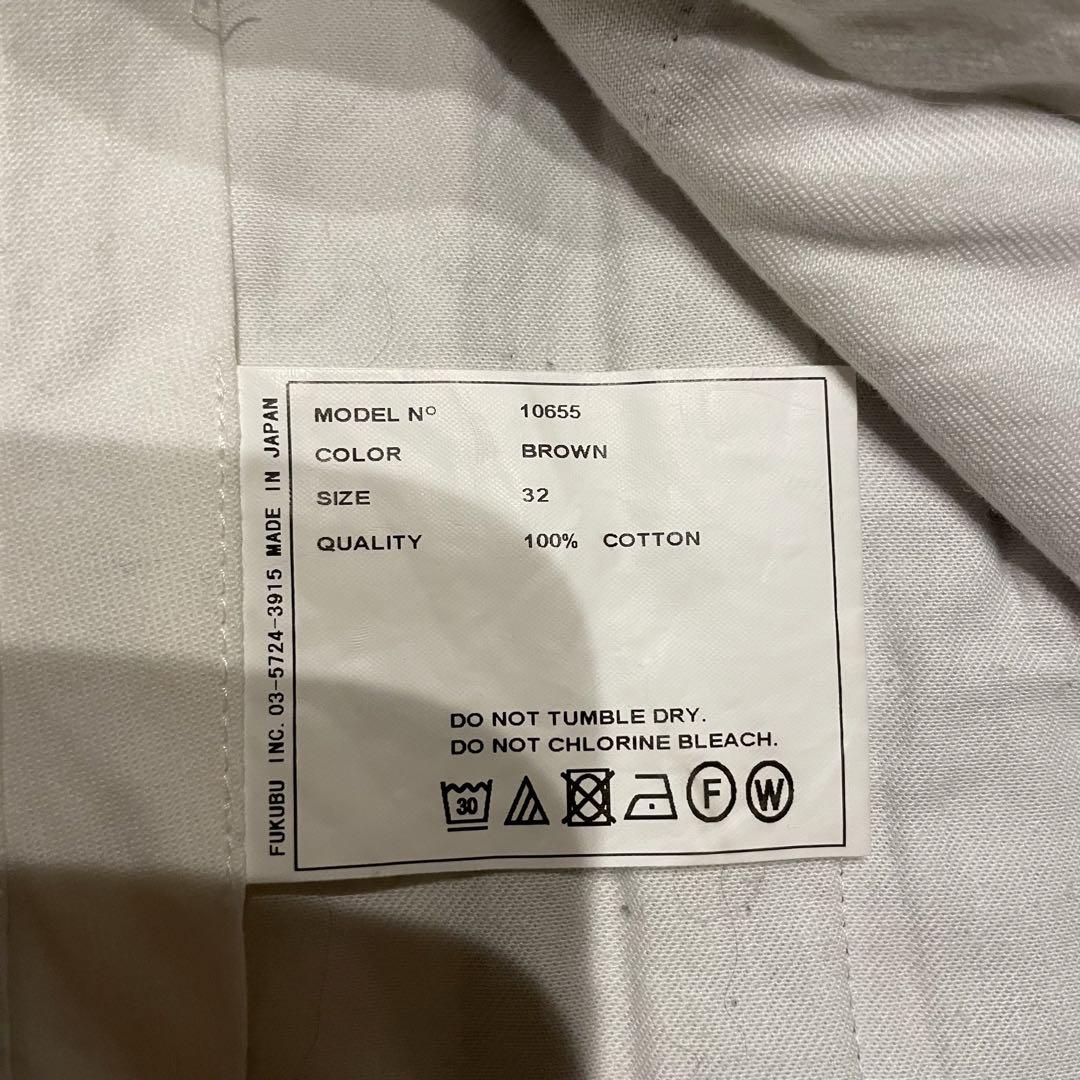 MODEL Nº 10655
COLOR BROWN
SIZE 32
QUALITY 100% COTTON
DO NOT TUMBLE DRY.
DO NOT CHLORINE BLEACH.
30 F W
FUKUBU INC. 03-5724-3915 MADE IN JAPAN